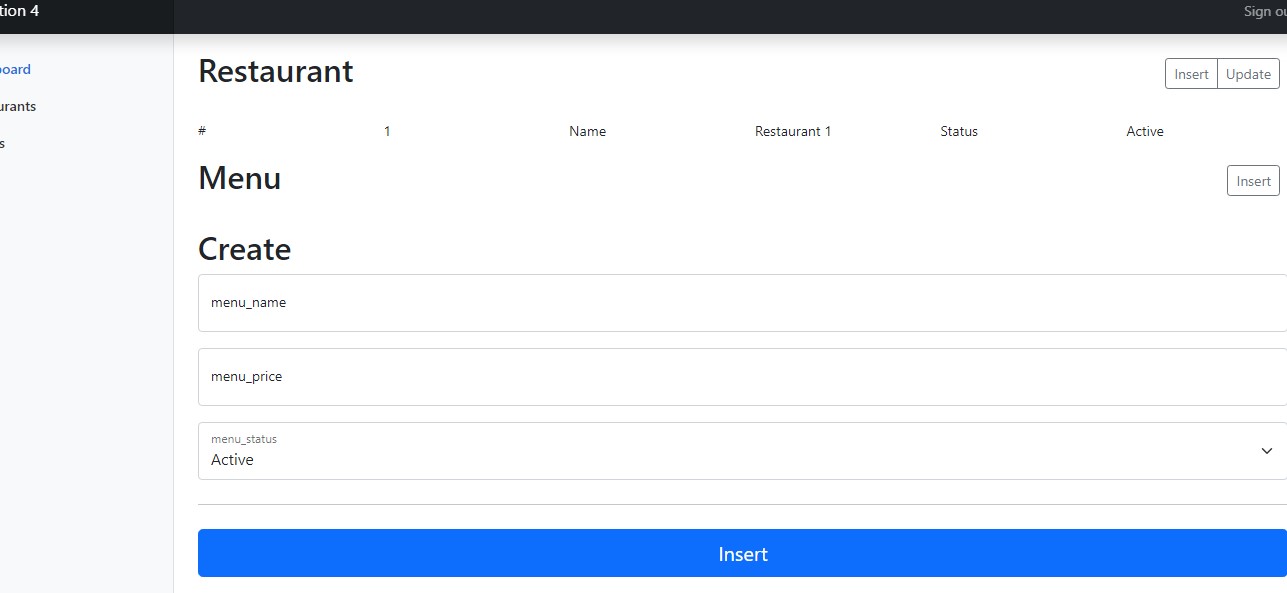 tion 4
Sign ou
board
Restaurant
Insert Update
urants
# 1 Name Restaurant 1 Status Active
s
Menu
Insert
Create
menu_name
menu_price
menu_status
Active
Insert